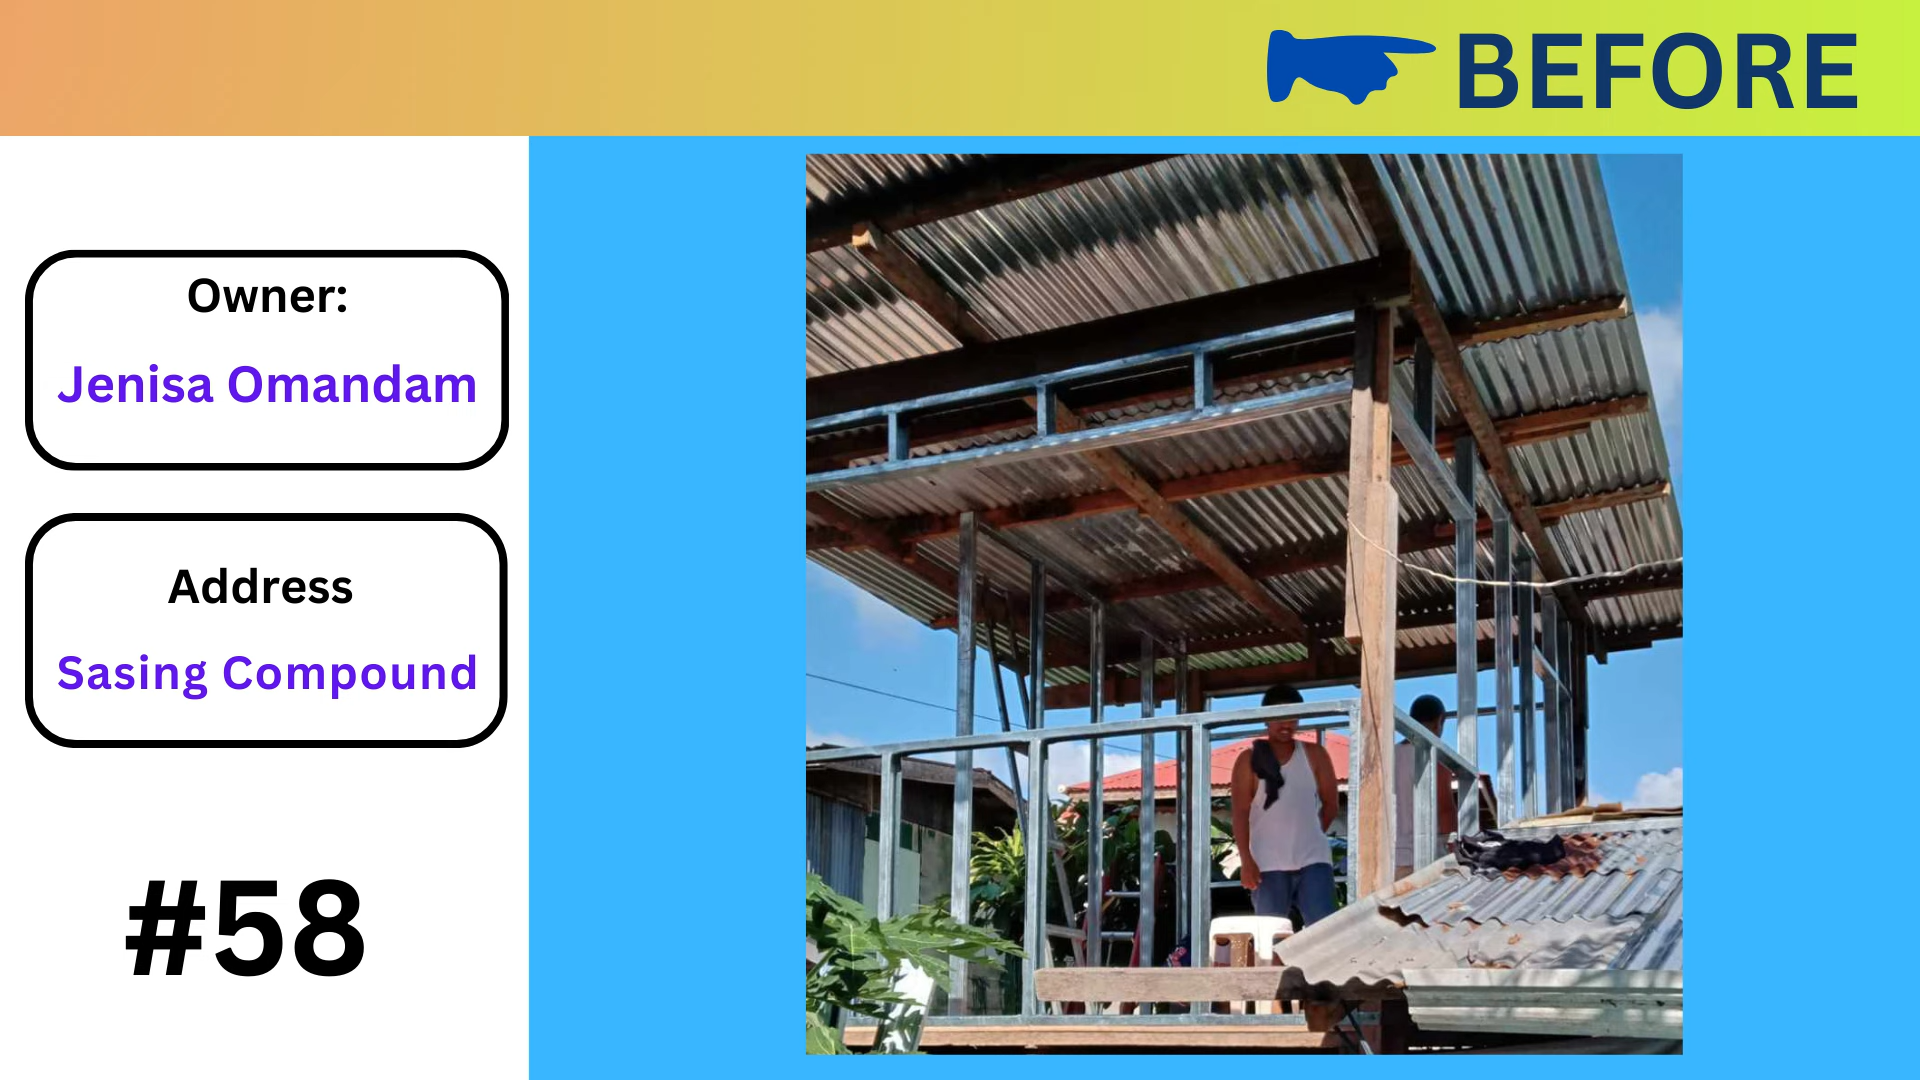 BEFORE
Owner:
Jenisa Omandam
Address
Sasing Compound
#58